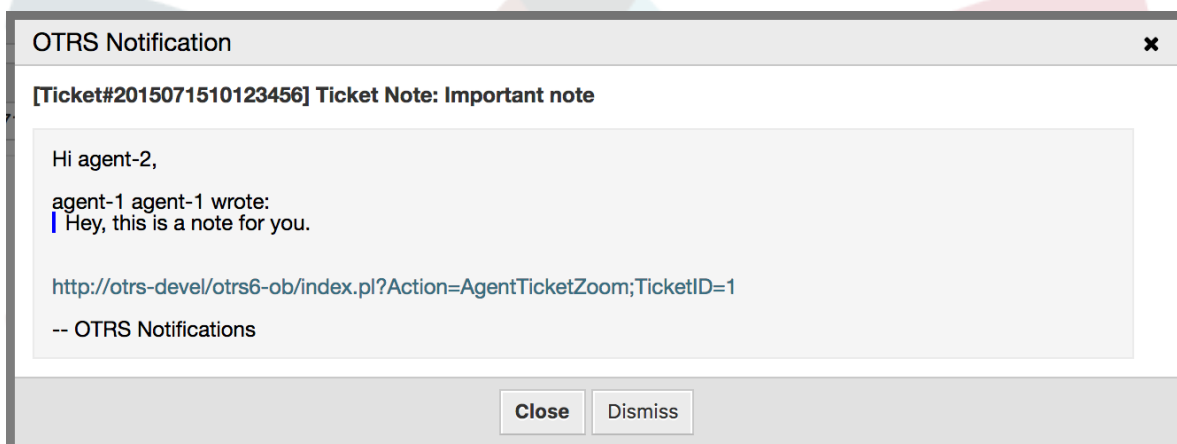 OTRS Notification
[Ticket#2015071510123456] Ticket Note: Important note
Hi agent-2,
agent-1 agent-1 wrote:
Hey, this is a note for you.
http://otrs-devel/otrs6-ob/index.pl?Action=AgentTicketZoom;TicketID=1
-- OTRS Notifications
Close Dismiss